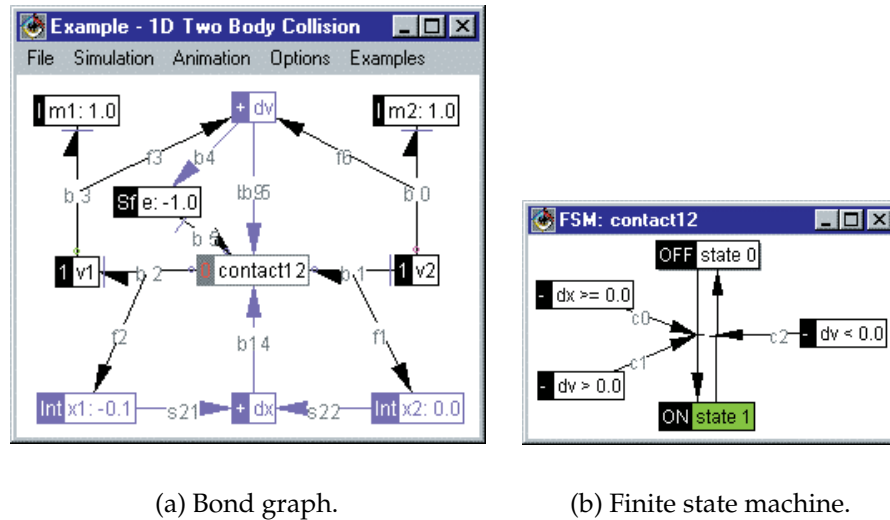 Example - 1D Two Body Collision
File Simulation Animation Options Examples
I m1: 1.0
+ dv
I m2: 1.0
f3
b4
f6
b 3
Sf e: -1.0
b 0
b 5
1 v1
b 2
0 contact12
b 1
1 v2
f2
b14
f1
Int x1: -0.1
s21
+ dx
s22
Int x2: 0.0
FSM: contact12
OFF state 0
- dx >= 0.0
c0
c2
- dv < 0.0
c1
- dv > 0.0
ON state 1
(a) Bond graph.
(b) Finite state machine.